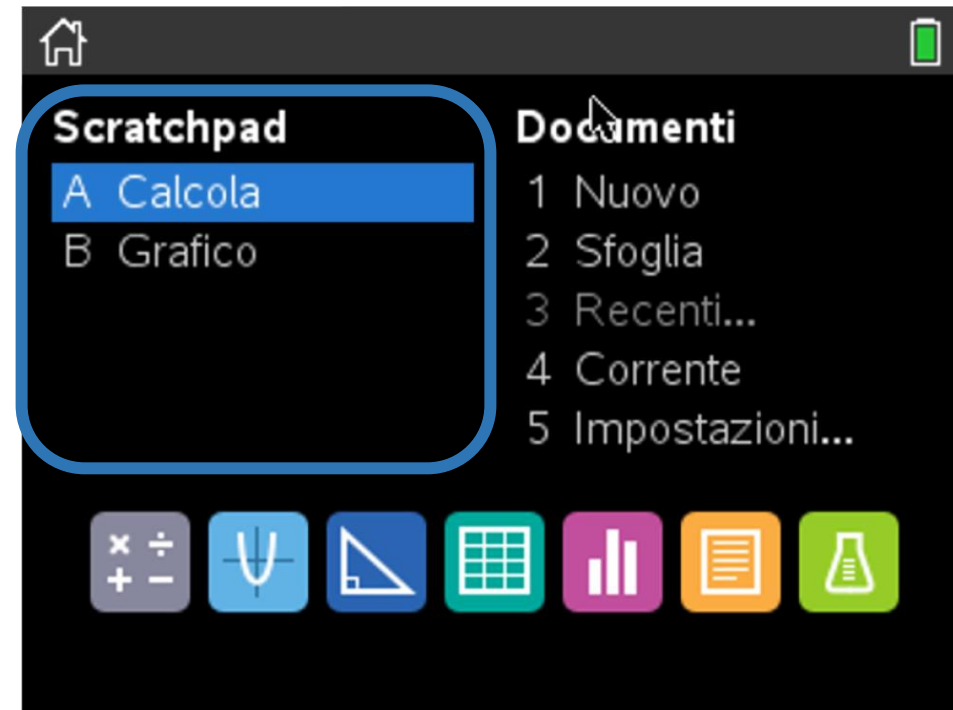 Scratchpad
A Calcola
B Grafico
Documenti
1 Nuovo
2 Sfoglia
3 Recenti...
4 Corrente
5 Impostazioni...